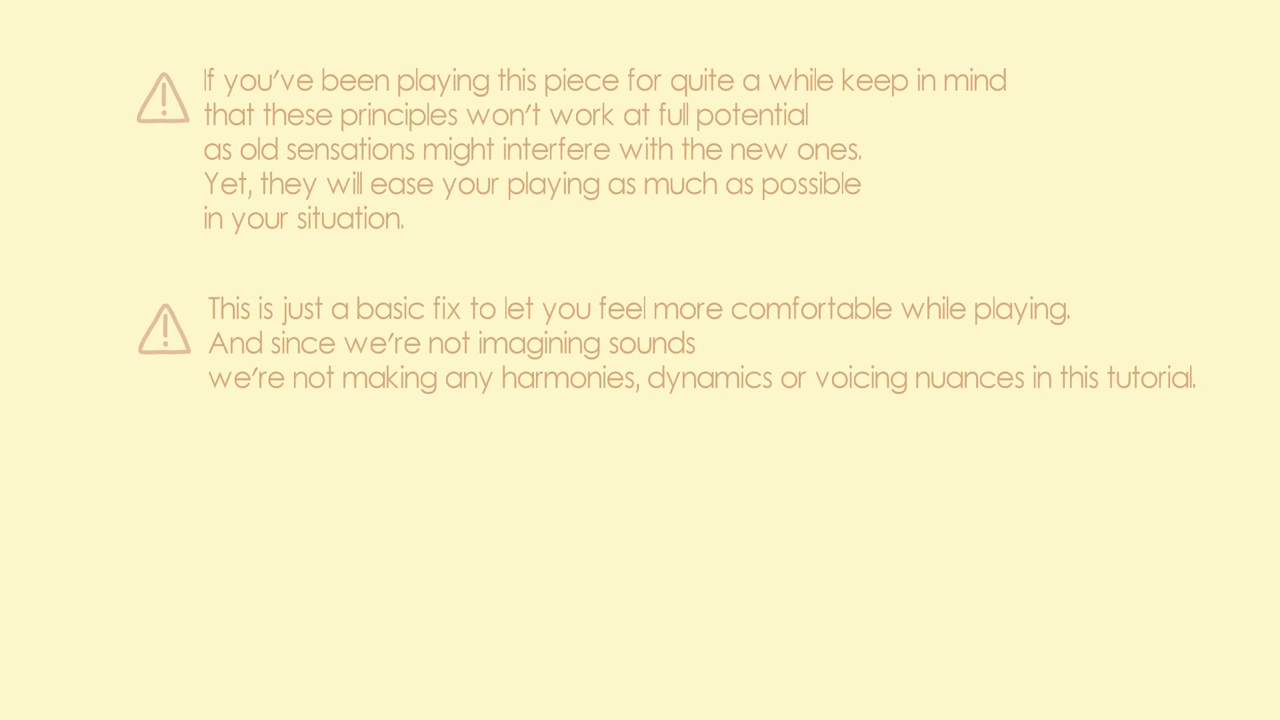 If you've been playing this piece for quite a while keep in mind
that these principles won't work at full potential
as old sensations might interfere with the new ones.
Yet, they will ease your playing as much as possible
in your situation.
This is just a basic fix to let you feel more comfortable while playing.
And since we're not imagining sounds
we're not making any harmonies, dynamics or voicing nuances in this tutorial.